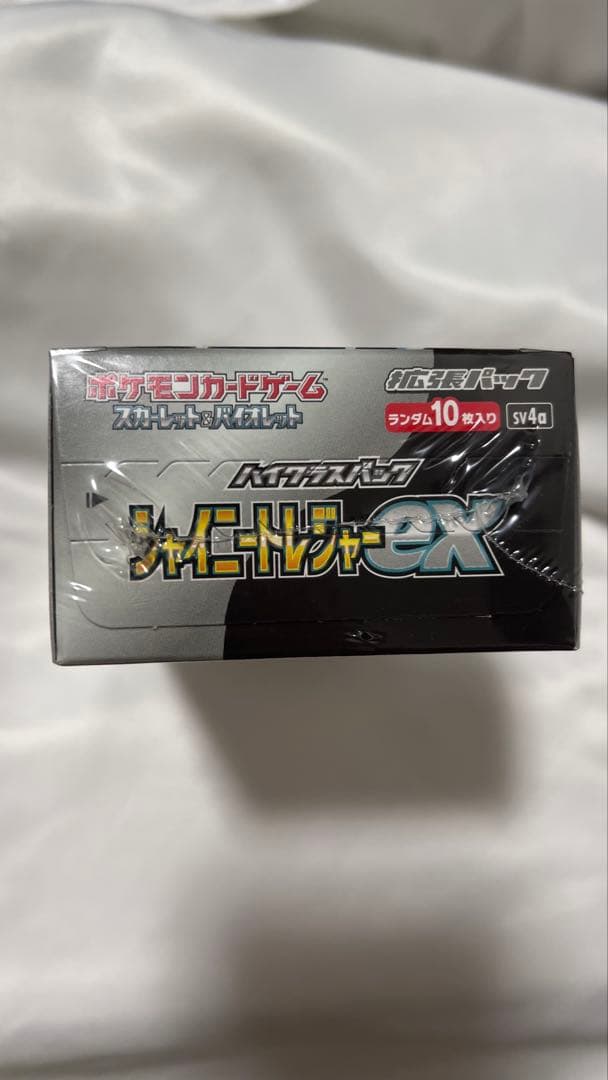 ポケモンカードゲーム
スカーレット&バイオレット
拡張パック
ランダム10枚入り SV4a
ハイクラスパック
シャイニートレジャーex